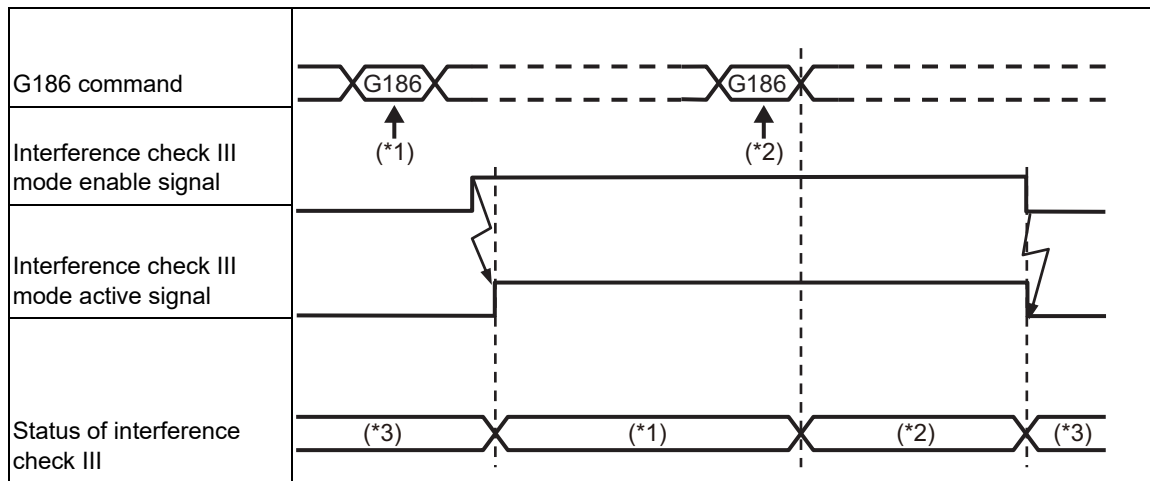 G186 command
G186
G186
(*1)
(*2)
Interference check III
mode enable signal
Interference check III
mode active signal
Status of interference
check III
(*3)
(*1)
(*2)
(*3)